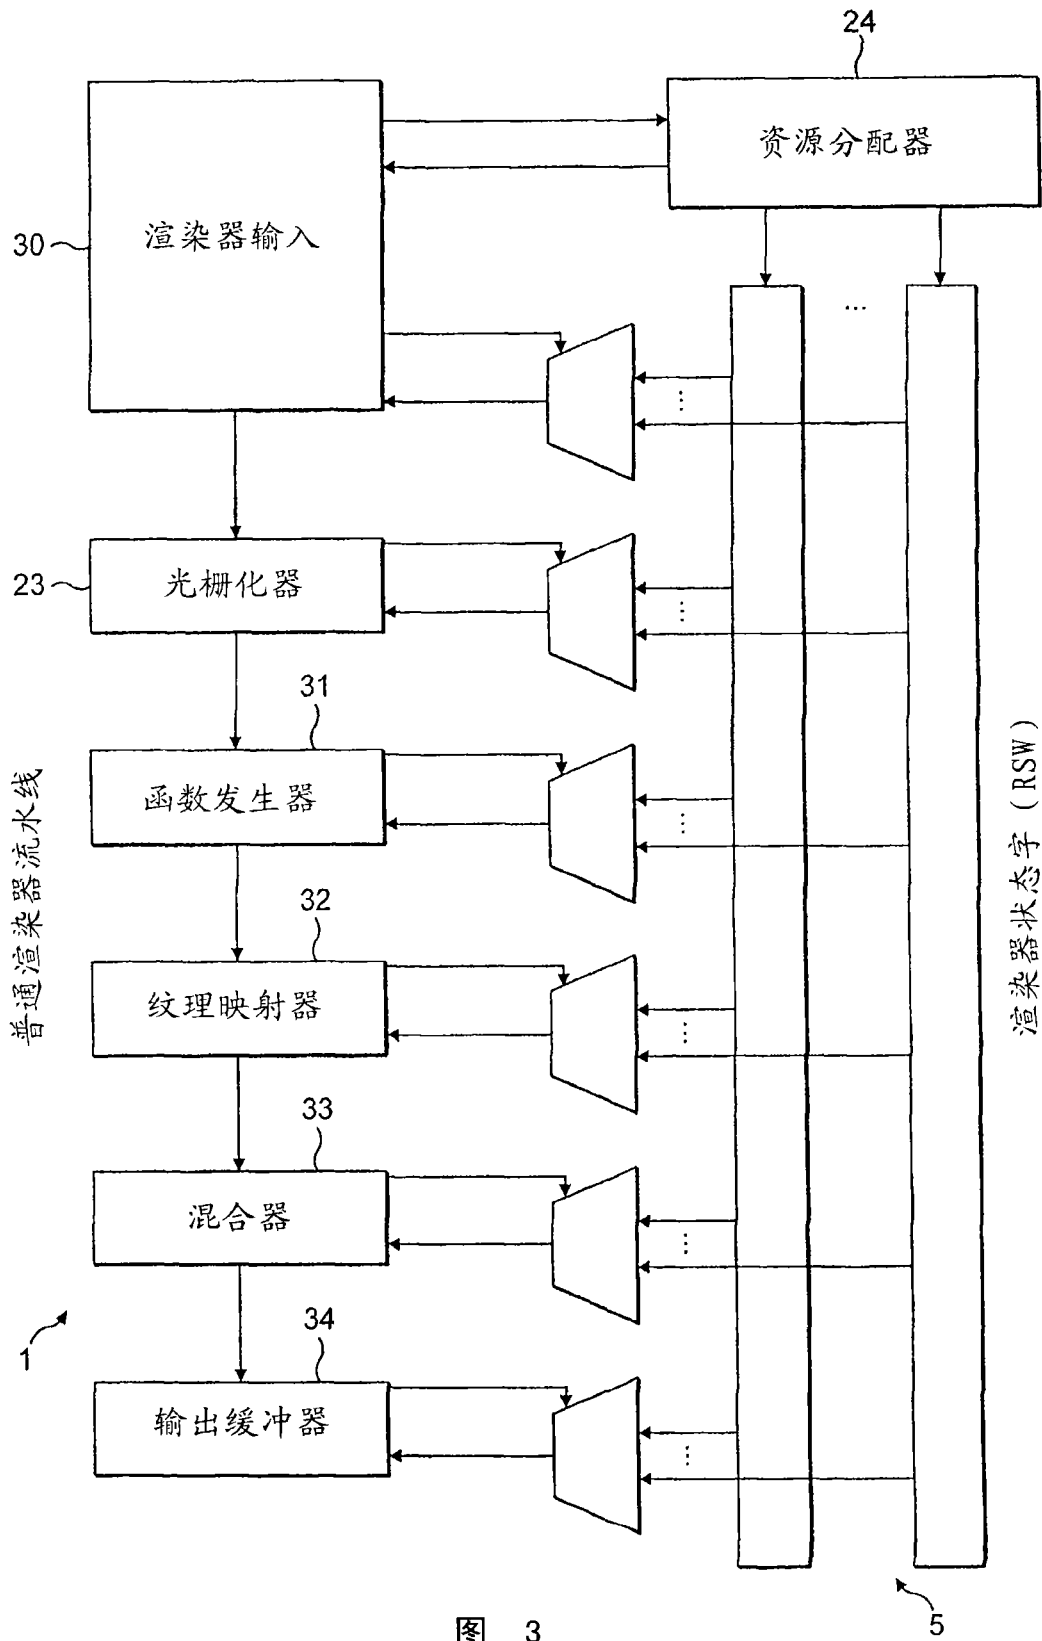 24
资源分配器
30
渲染器输入
...
...
23
光栅化器
...
31
函数发生器
...
普通渲染器流水线
渲染器状态字(RSW)
32
纹理映射器
...
33
混合器
...
1
34
输出缓冲器
...
5
图 3